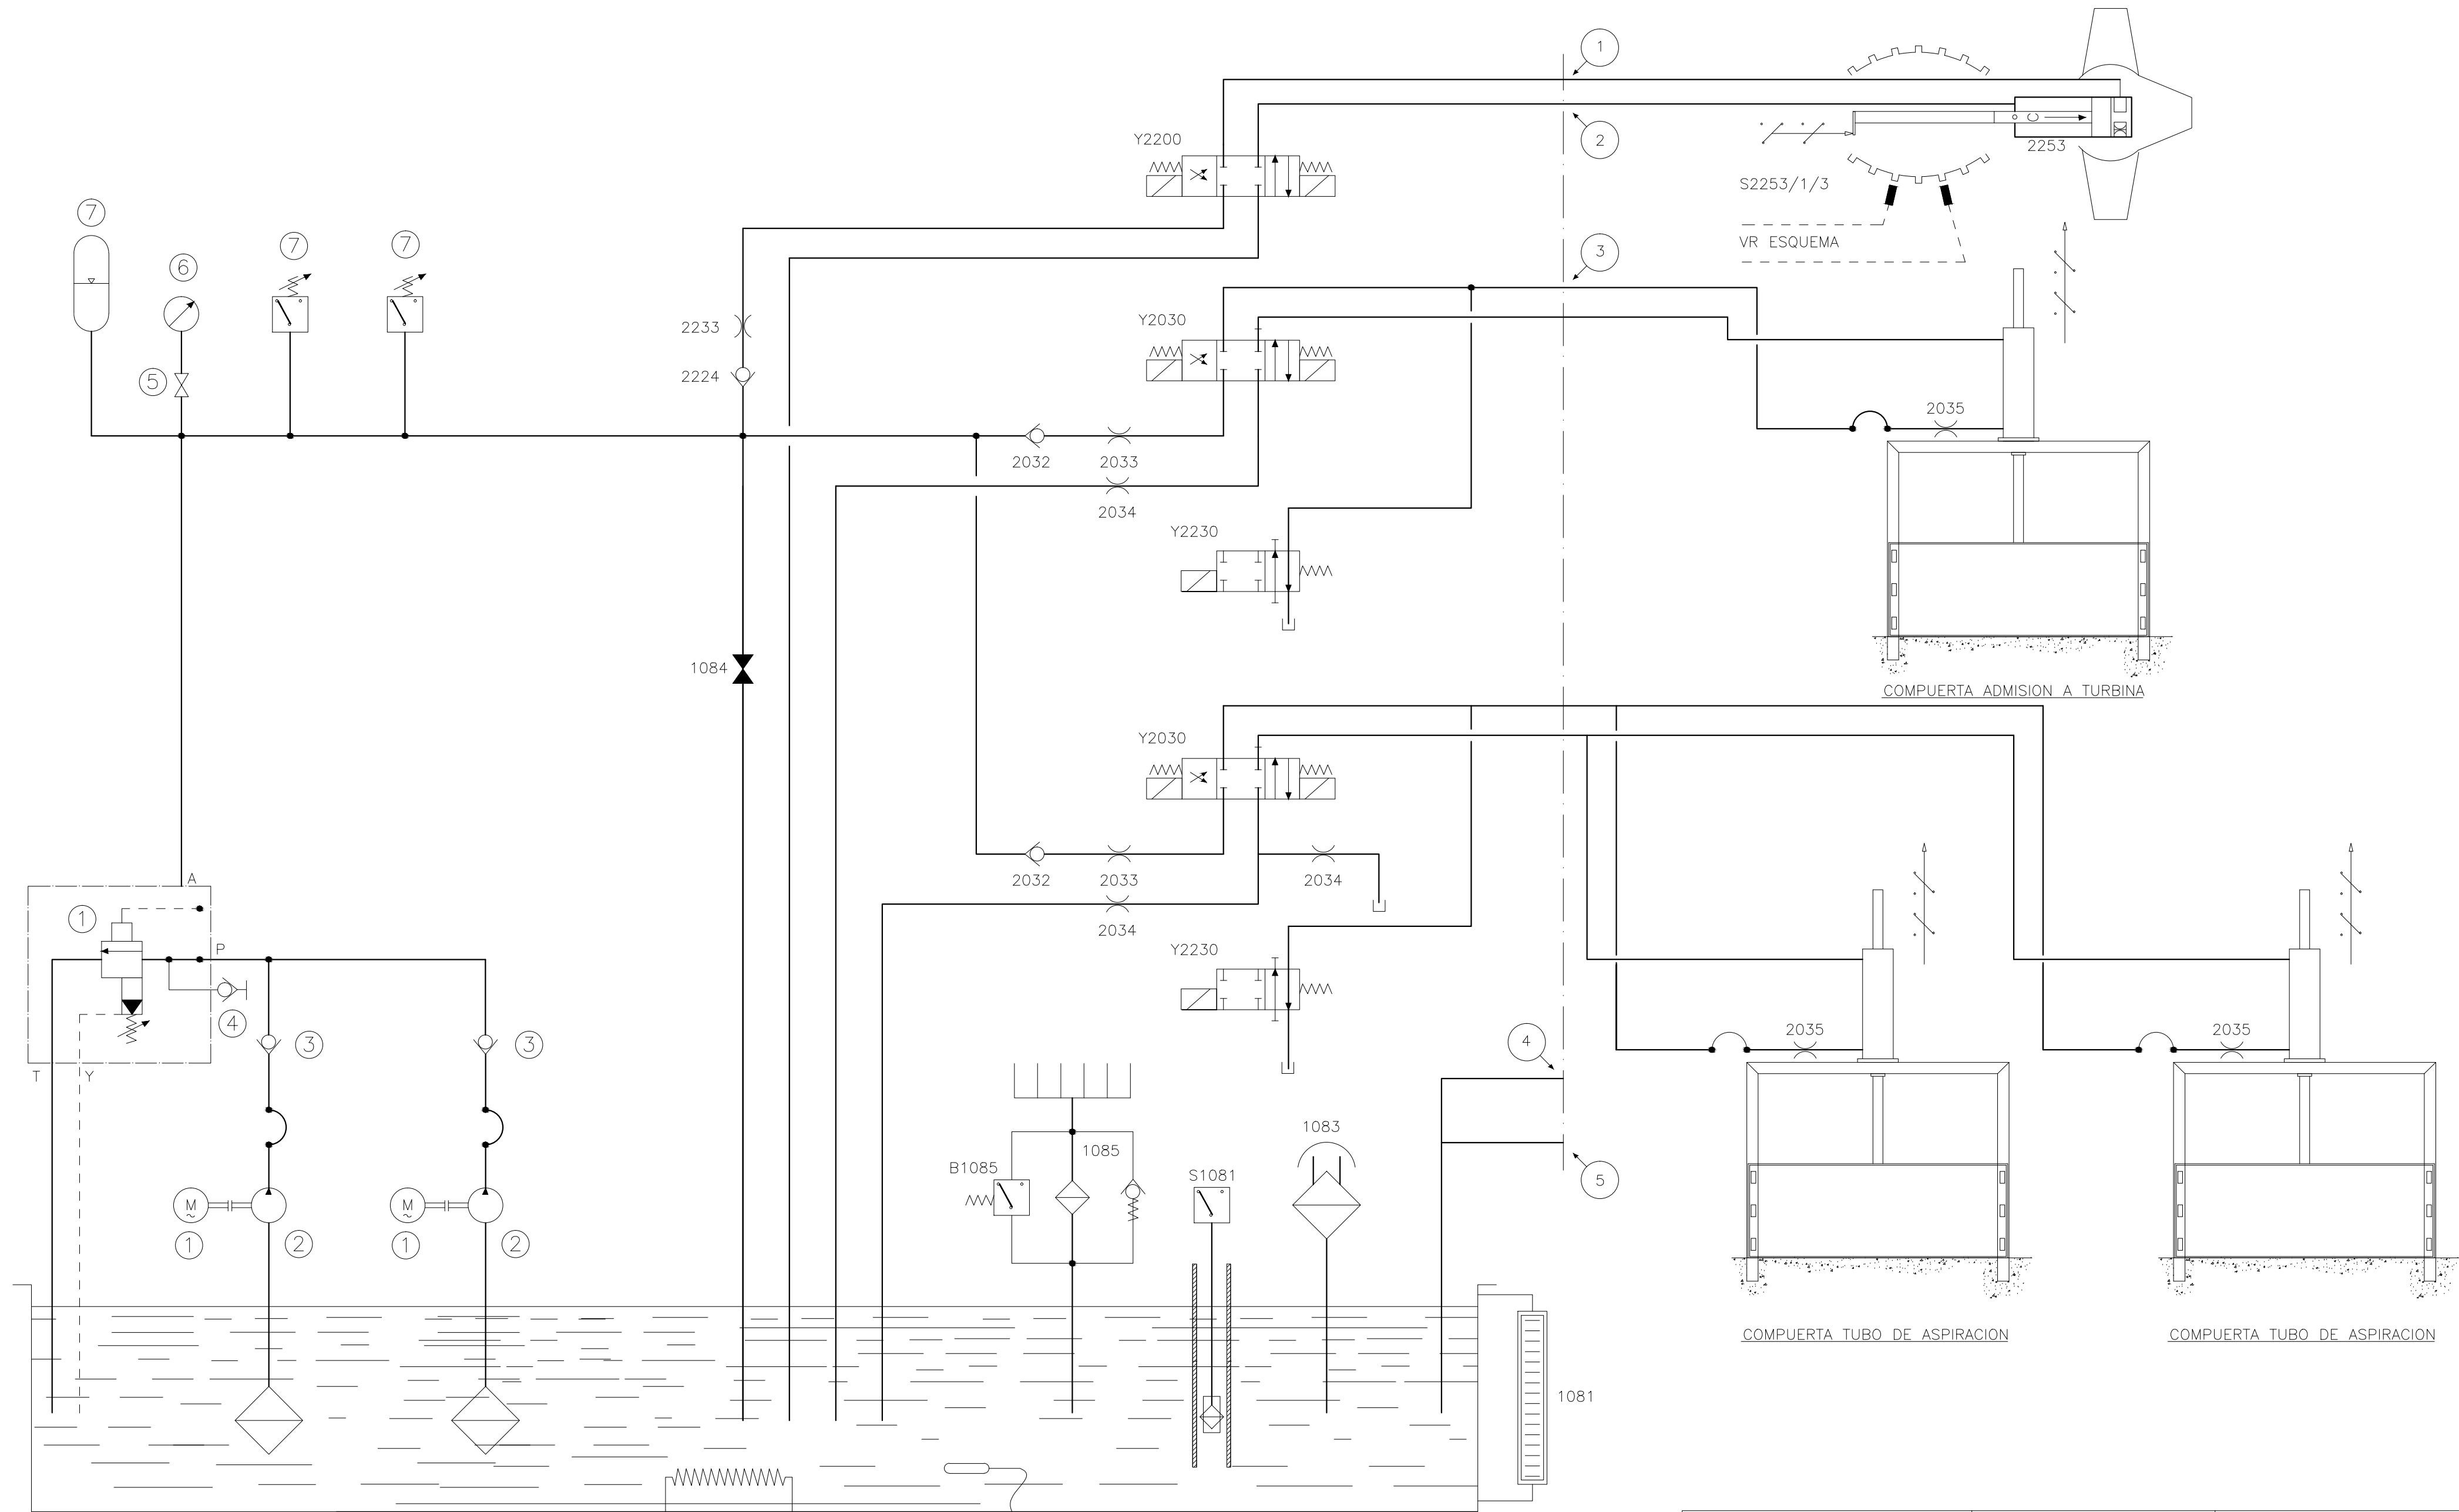 1
Y2200
2
2253
S2253/1/3
VR ESQUEMA
7
7
7
6
3
2233
Y2030
5
2224
2035
2032
2033
2034
Y2230
1084
COMPUERTA ADMISION A TURBINA
Y2030
A
2032
2033
2034
1
2034
P
Y2230
4
3
3
4
2035
2035
T
Y
1083
1085
B1085
S1081
5
M
~
M
~
1
2
1
2
COMPUERTA TUBO DE ASPIRACION
COMPUERTA TUBO DE ASPIRACION
1081